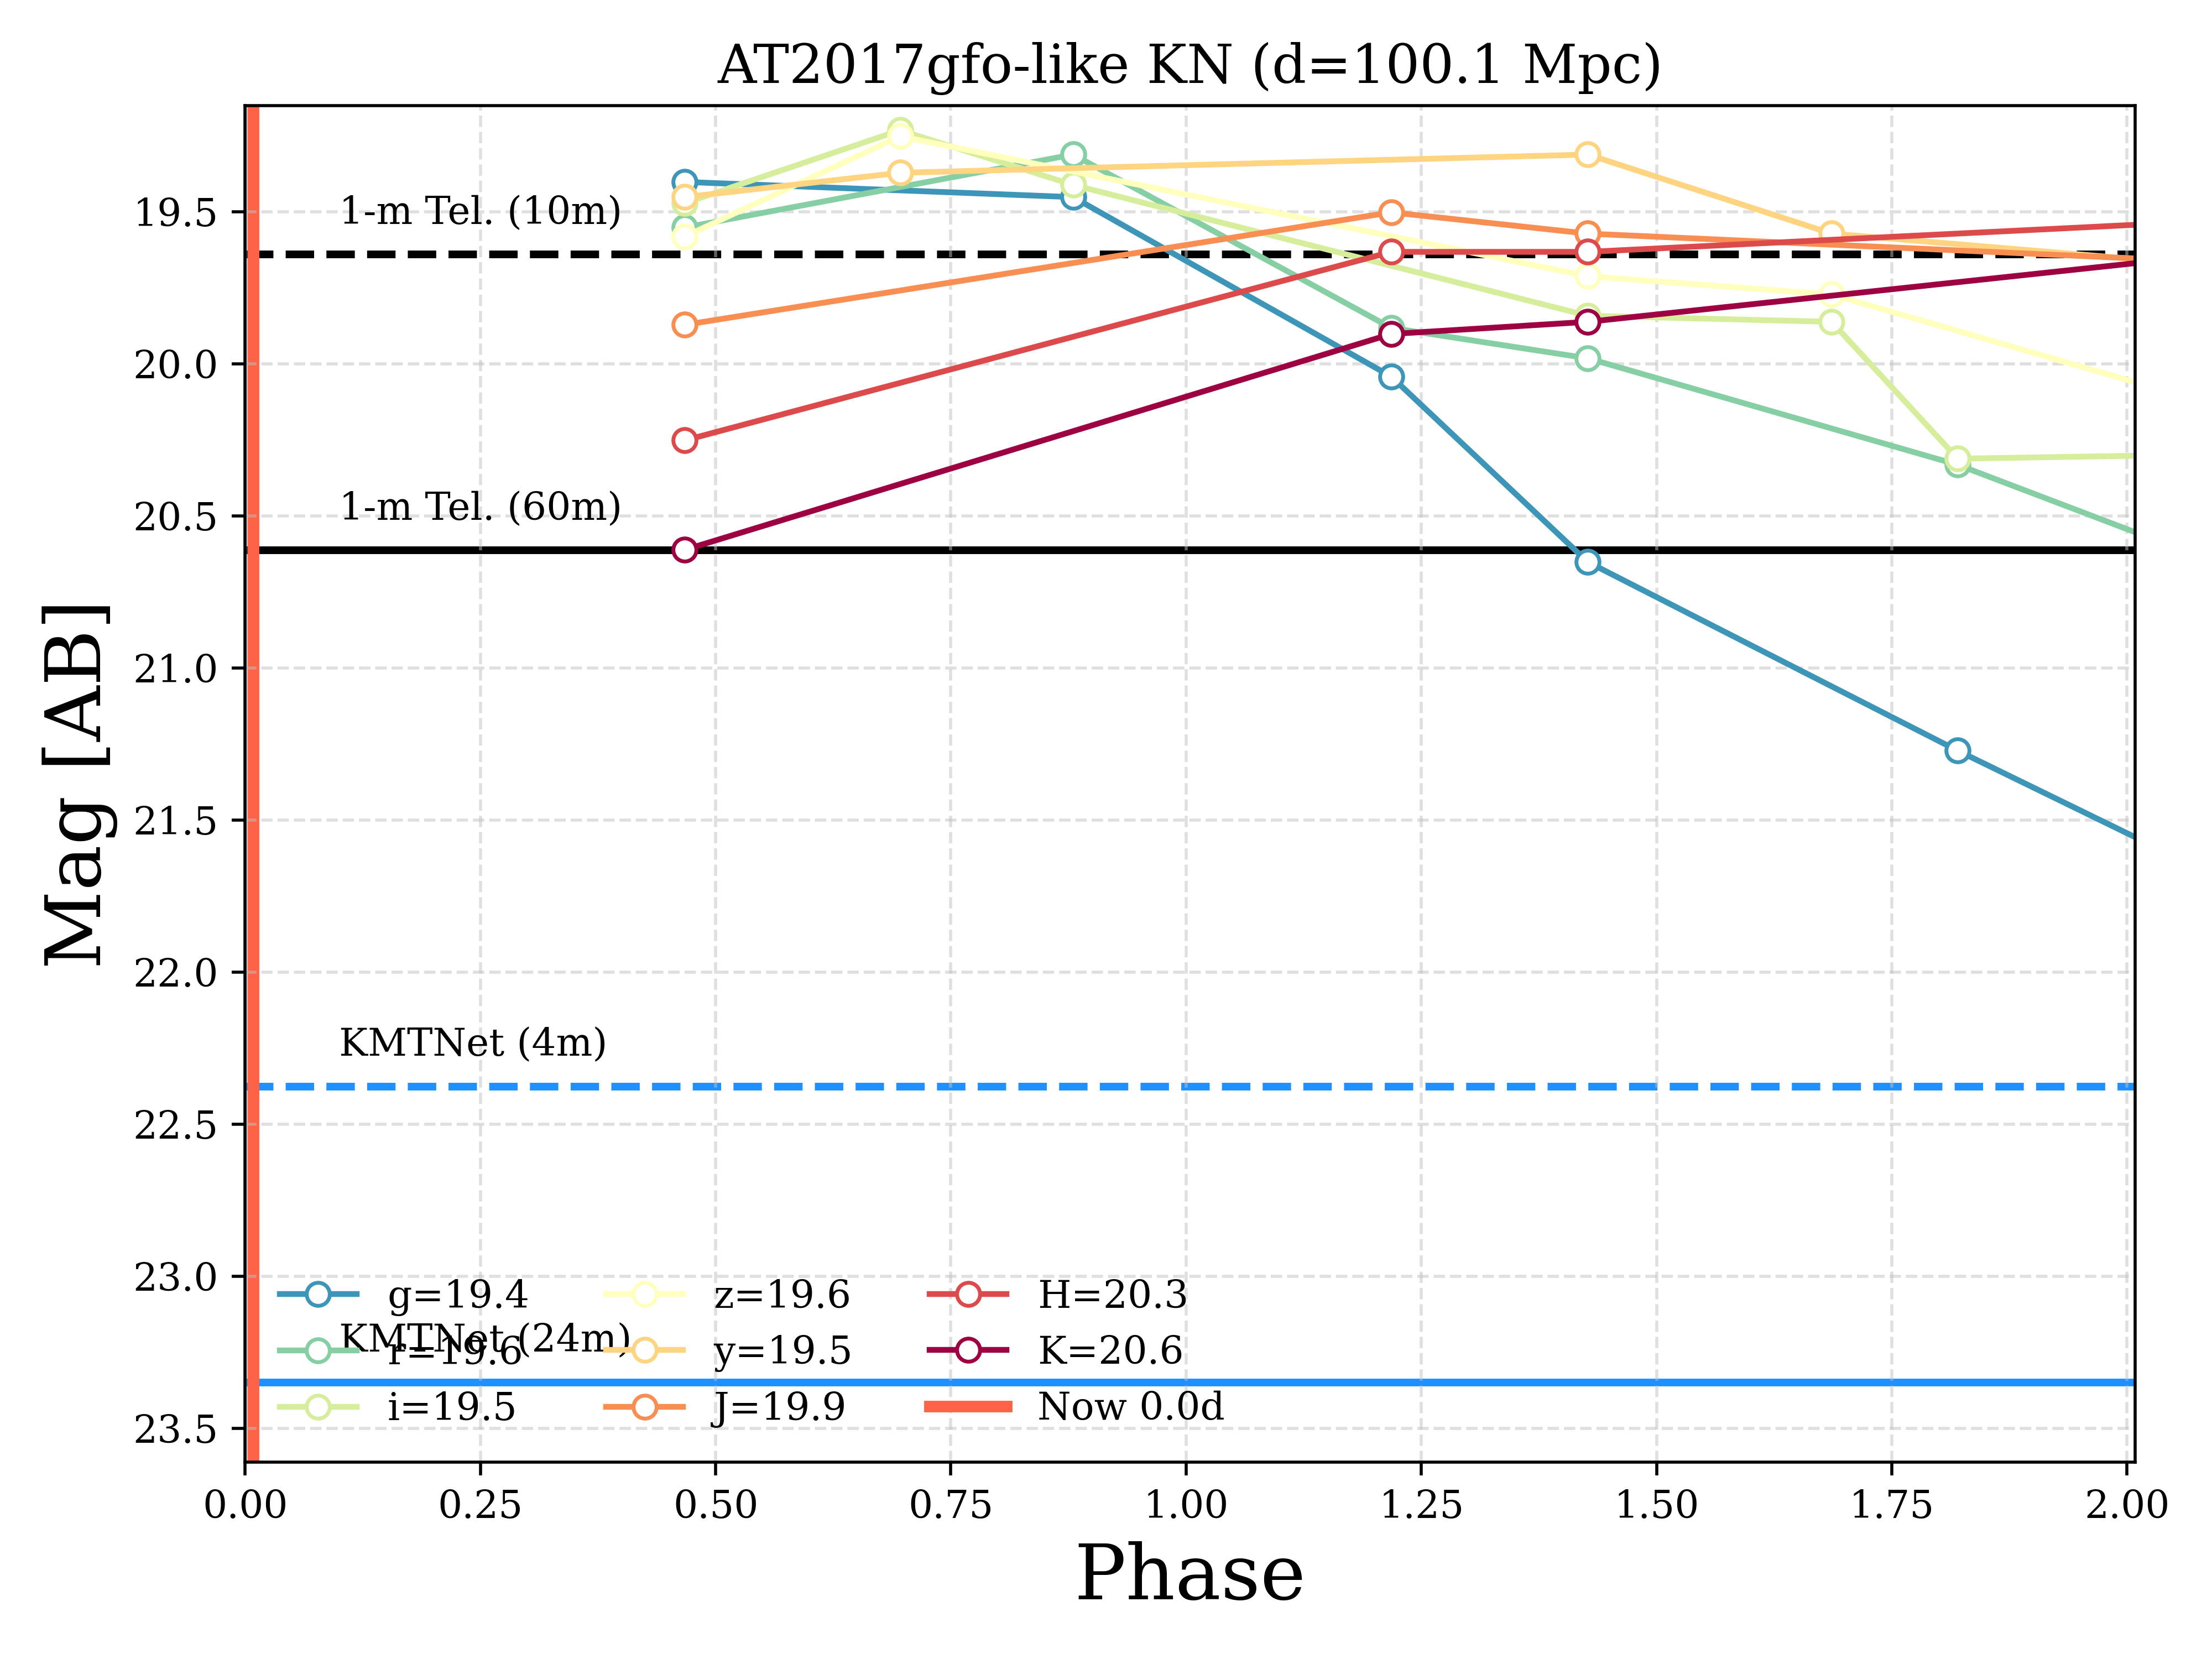 AT2017gfo-like KN (d=100.1 Mpc)
Mag [AB]
19.5
20.0
20.5
21.0
21.5
22.0
22.5
23.0
23.5
1-m Tel. (10m)
1-m Tel. (60m)
KMTNet (4m)
KMTNet (24m)
g=19.4
r=19.6
i=19.5
z=19.6
y=19.5
J=19.9
H=20.3
K=20.6
Now 0.0d
0.00 0.25 0.50 0.75 1.00 1.25 1.50 1.75 2.00
Phase